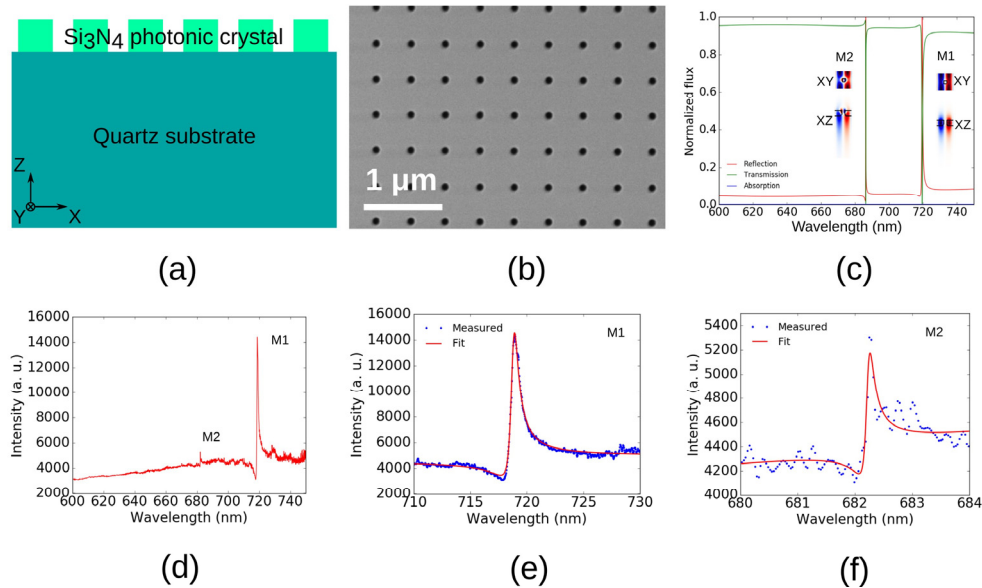 Si3N4 photonic crystal
Quartz substrate
Z
Y
X
(a)
1 μm
(b)
Normalized flux
1.0
0.8
0.6
0.4
0.2
0.0
M2
M1
XY
XY
XZ
XZ
Reflection
Transmission
Absorption
600 620 640 660 680 700 720 740
Wavelength (nm)
(c)
Intensity (a. u.)
16000
14000
12000
10000
8000
6000
4000
2000
M1
M2
600 620 640 660 680 700 720 740
Wavelength (nm)
(d)
Intensity (a. u.)
16000
14000
12000
10000
8000
6000
4000
2000
Measured
Fit
M1
710 715 720 725 730
Wavelength (nm)
(e)
Intensity (a. u.)
5400
5200
5000
4800
4600
4400
4200
4000
Measured
Fit
M2
680 681 682 683 684
Wavelength (nm)
(f)